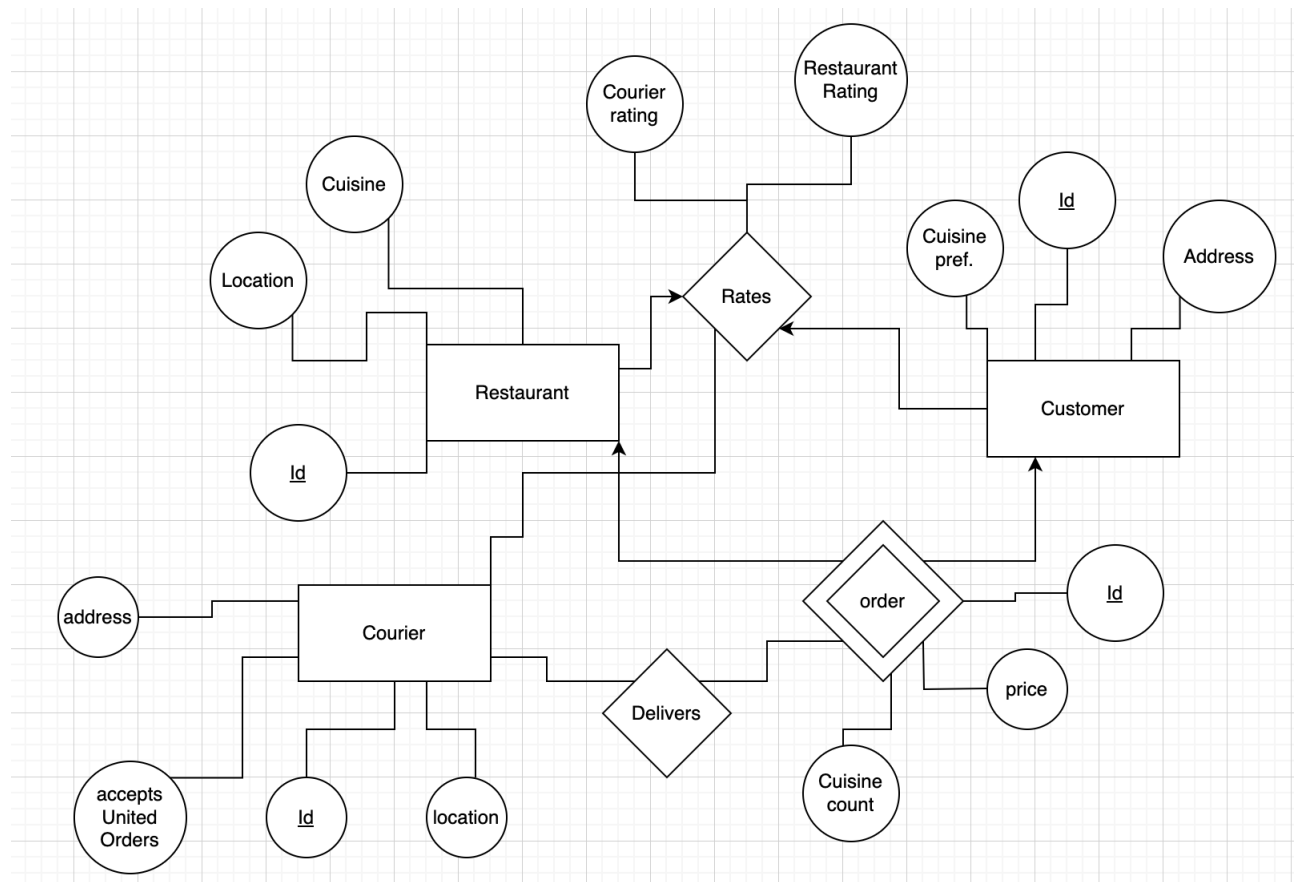 Restaurant
Rating
Courier
rating
Cuisine
Id
Cuisine
pref.
Address
Location
Rates
Restaurant
Customer
Id
order
Id
address
Courier
price
Delivers
Cuisine
count
accepts
United
Orders
Id
location